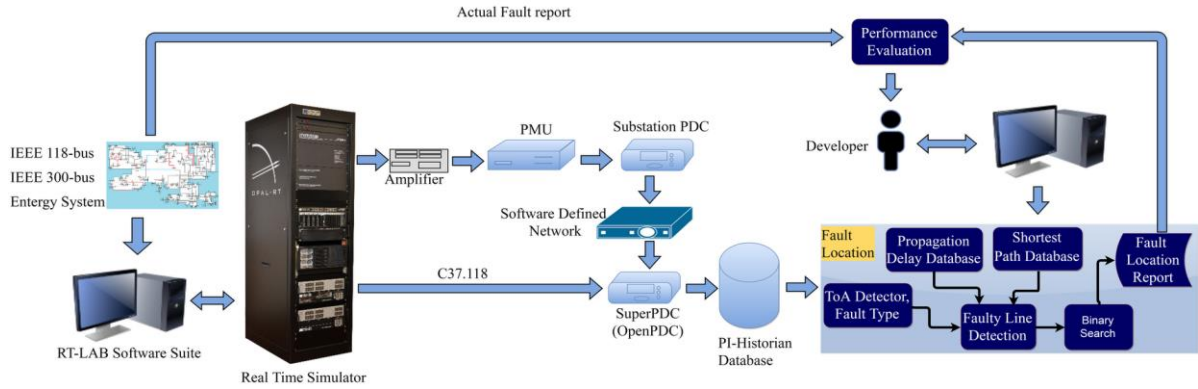 Actual Fault report
Performance
Evaluation
IEEE 118-bus
IEEE 300-bus
Entergy System
RT-LAB Software Suite
OPAL-RT
Real Time Simulator
Amplifier
PMU
Substation PDC
Software Defined
Network
C37.118
SuperPDC
(OpenPDC)
PI-Historian
Database
Developer
Fault
Location
Propagation
Delay Database
Shortest
Path Database
Fault
Location
Report
ToA Detector,
Fault Type
Faulty Line
Detection
Binary
Search